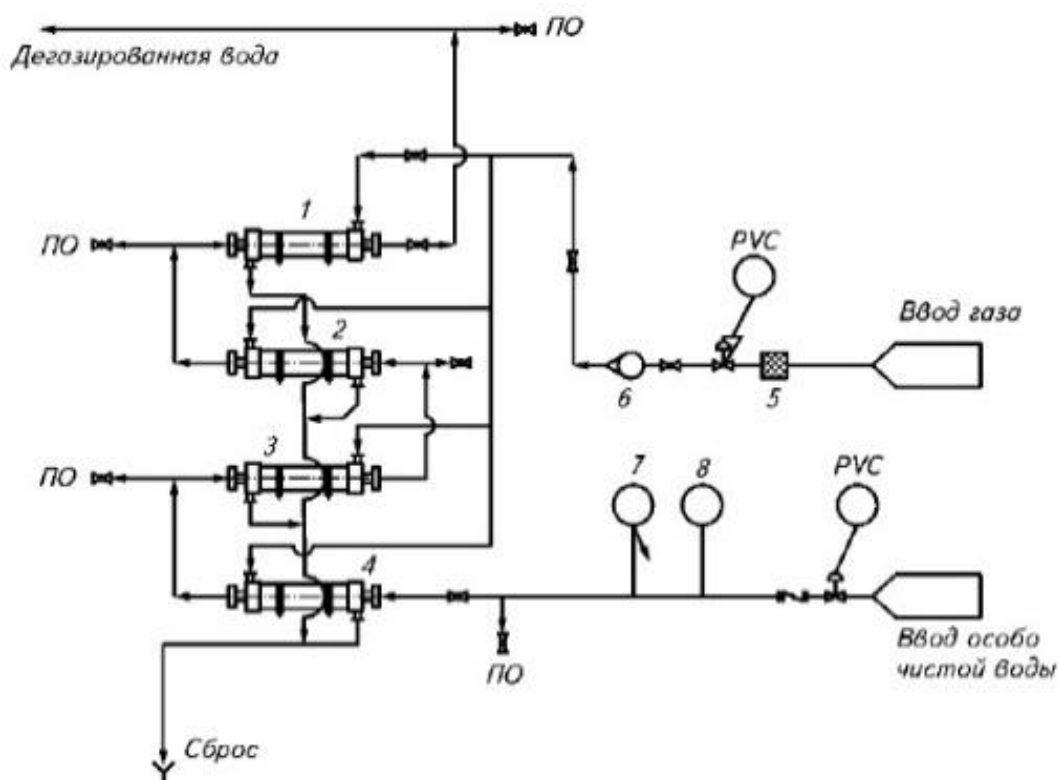 ПО
Дегазированная вода
1
ПО
PVC
Ввод газа
2
6
5
3
7
8
PVC
ПО
4
Ввод особо
чистой воды
ПО
Сброс